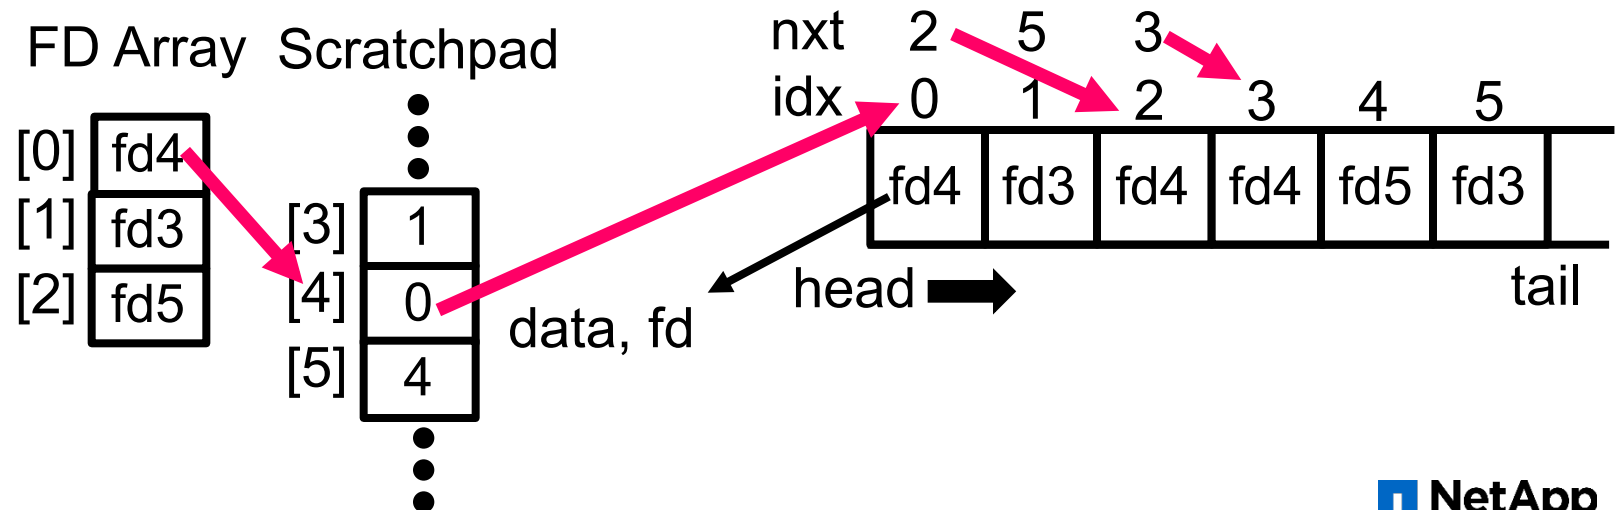 FD Array Scratchpad
nxt 2 5 3
idx 0 1 2 3 4 5
[0] fd4
[1] fd3
[2] fd5
[3] 1
[4] 0
[5] 4
fd4 fd3 fd4 fd4 fd5 fd3
data, fd
head
tail
NetApp